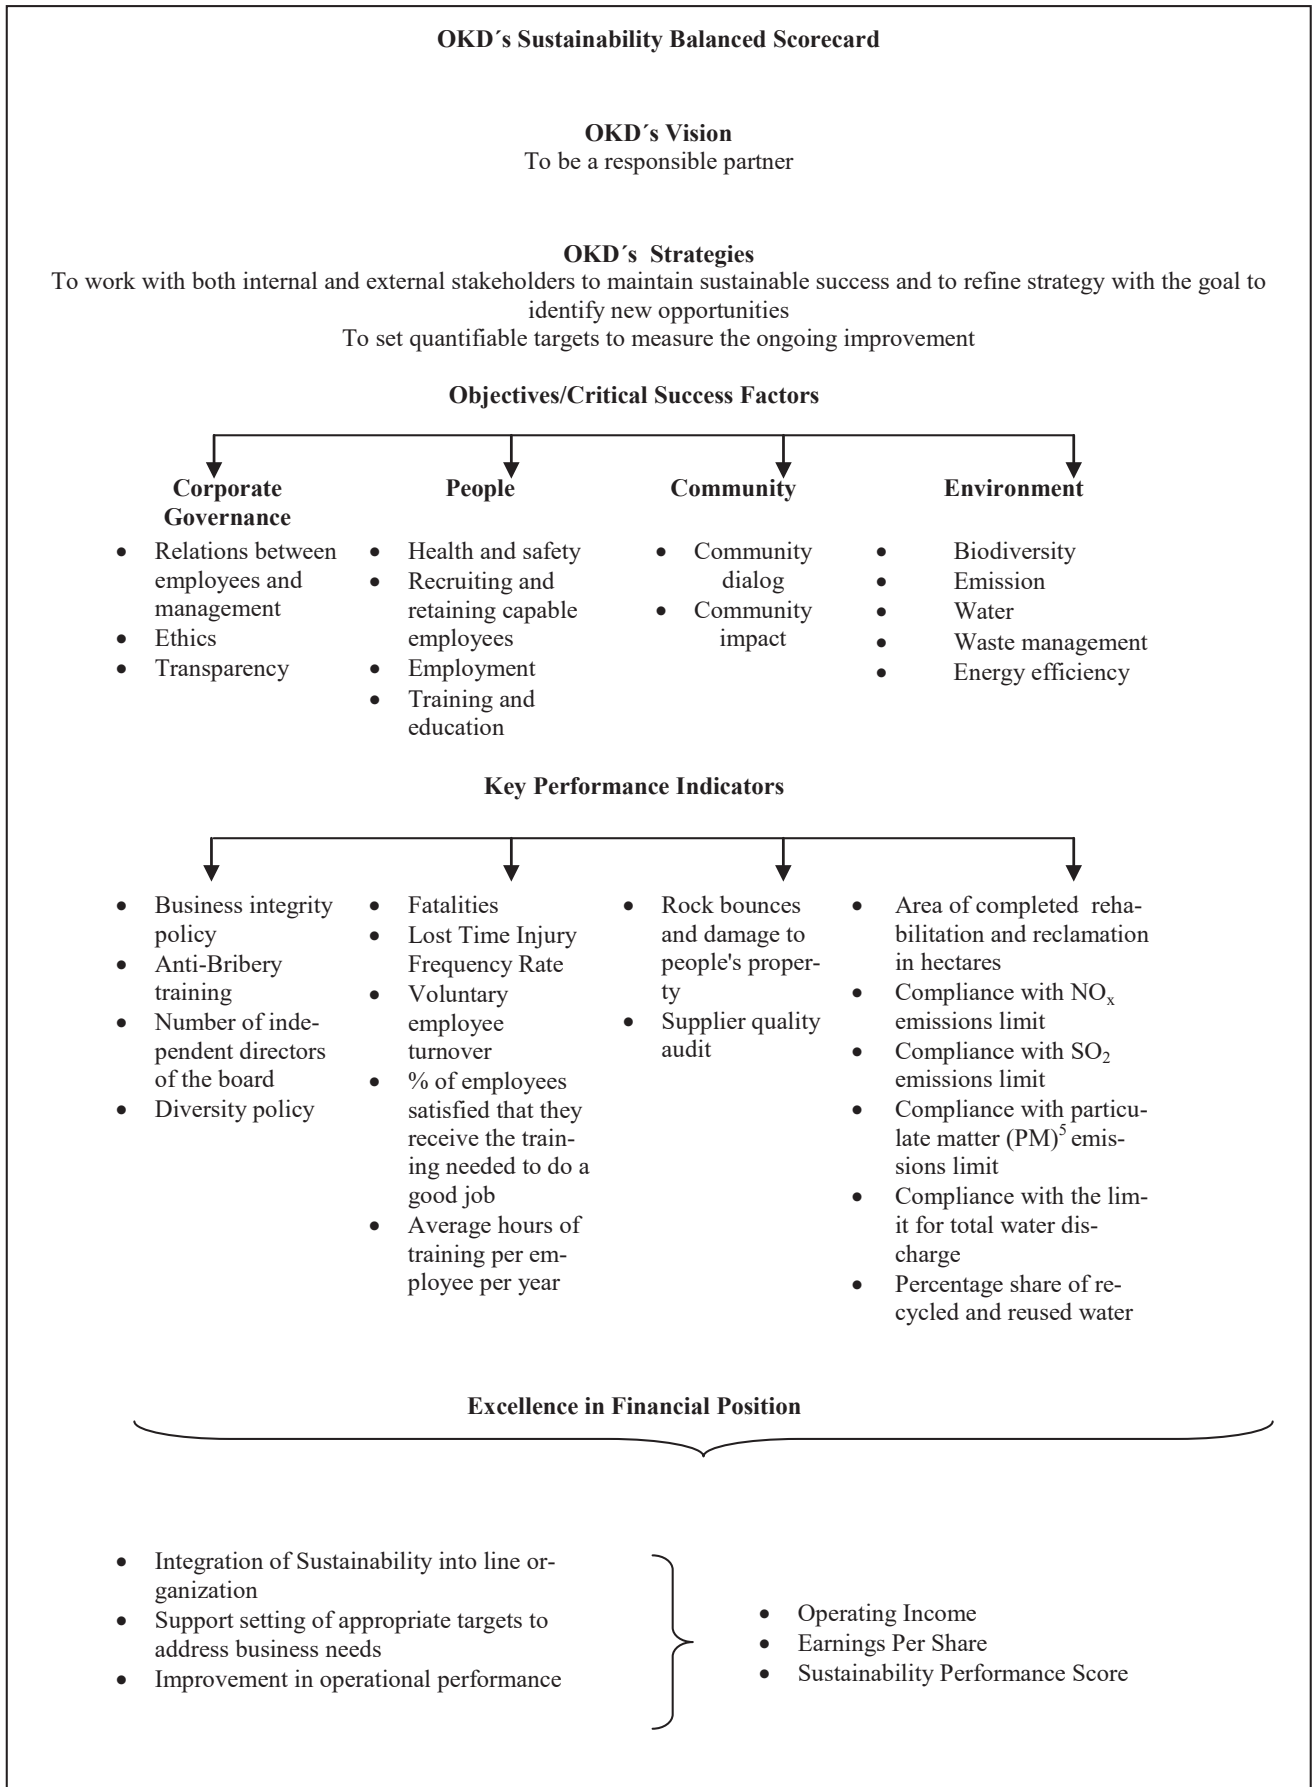 OKD´s Sustainability Balanced Scorecard
OKD´s Vision
To be a responsible partner
OKD´s Strategies
To work with both internal and external stakeholders to maintain sustainable success and to refine strategy with the goal to
identify new opportunities
To set quantifiable targets to measure the ongoing improvement
Objectives/Critical Success Factors
Corporate
Governance
• Relations between
employees and
management
• Ethics
• Transparency
People
• Health and safety
• Recruiting and
retaining capable
employees
• Employment
• Training and
education
Community
• Community
dialog
• Community
impact
Environment
• Biodiversity
• Emission
• Water
• Waste management
• Energy efficiency
Key Performance Indicators
• Business integrity
policy
• Anti-Bribery
training
• Number of inde-
pendent directors
of the board
• Diversity policy
• Fatalities
• Lost Time Injury
Frequency Rate
• Voluntary
employee
turnover
• % of employees
satisfied that they
receive the train-
ing needed to do a
good job
• Average hours of
training per em-
ployee per year
• Rock bounces
and damage to
people's proper-
ty
• Supplier quality
audit
• Area of completed reha-
bilitation and reclamation
in hectares
• Compliance with NOₓ
emissions limit
• Compliance with SO₂
emissions limit
• Compliance with particu-
late matter (PM)⁵ emis-
sions limit
• Compliance with the lim-
it for total water dis-
charge
• Percentage share of re-
cycled and reused water
Excellence in Financial Position
• Integration of Sustainability into line or-
ganization
• Support setting of appropriate targets to
address business needs
• Improvement in operational performance
• Operating Income
• Earnings Per Share
• Sustainability Performance Score